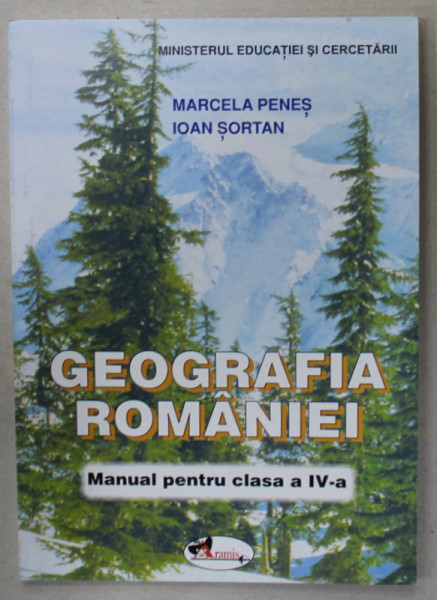 MINISTERUL EDUCAȚIEI ȘI CERCETĂRII
MARCELA PENEȘ
IOAN ȘORTAN
GEOGRAFIA
ROMÂNIEI
Manual pentru clasa a IV-a
Aramis